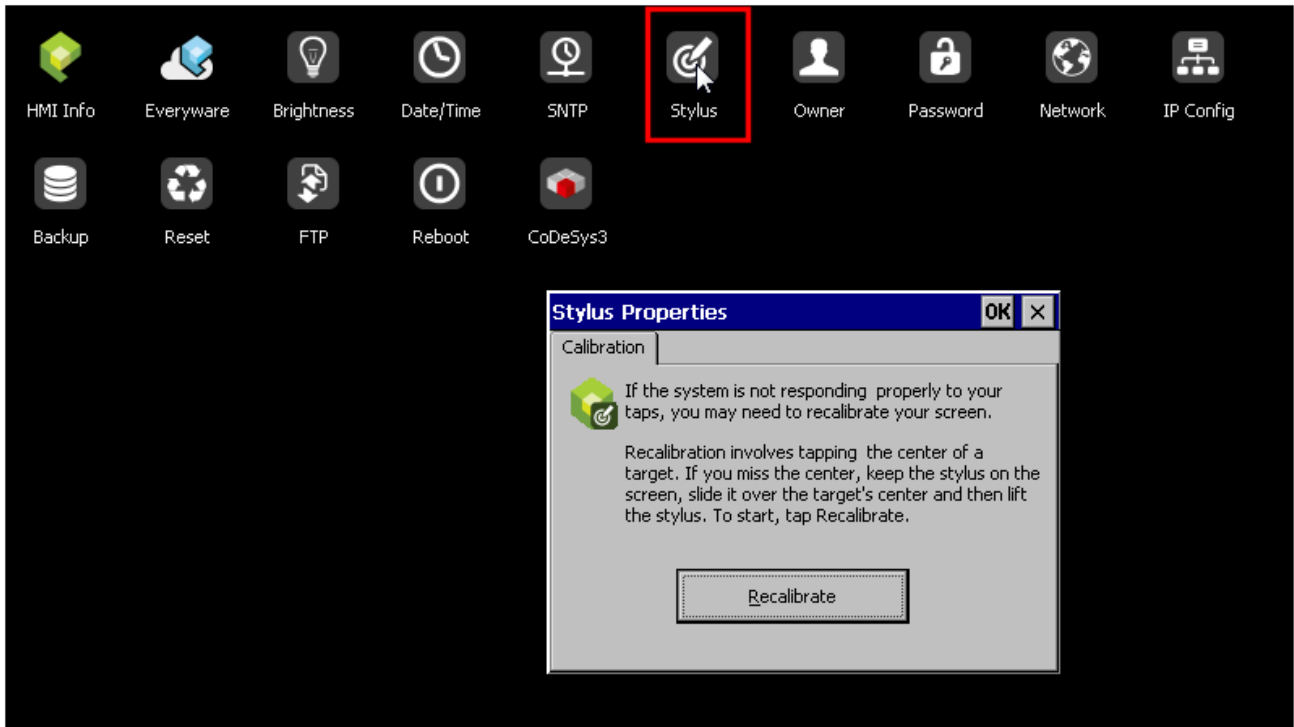 HMI Info Everyware Brightness Date/Time SNTP Stylus Owner Password Network IP Config
Backup Reset FTP Reboot CoDeSys3
Stylus Properties OK ×
Calibration
If the system is not responding properly to your
taps, you may need to recalibrate your screen.
Recalibration involves tapping the center of a
target. If you miss the center, keep the stylus on the
screen, slide it over the target's center and then lift
the stylus. To start, tap Recalibrate.
Recalibrate